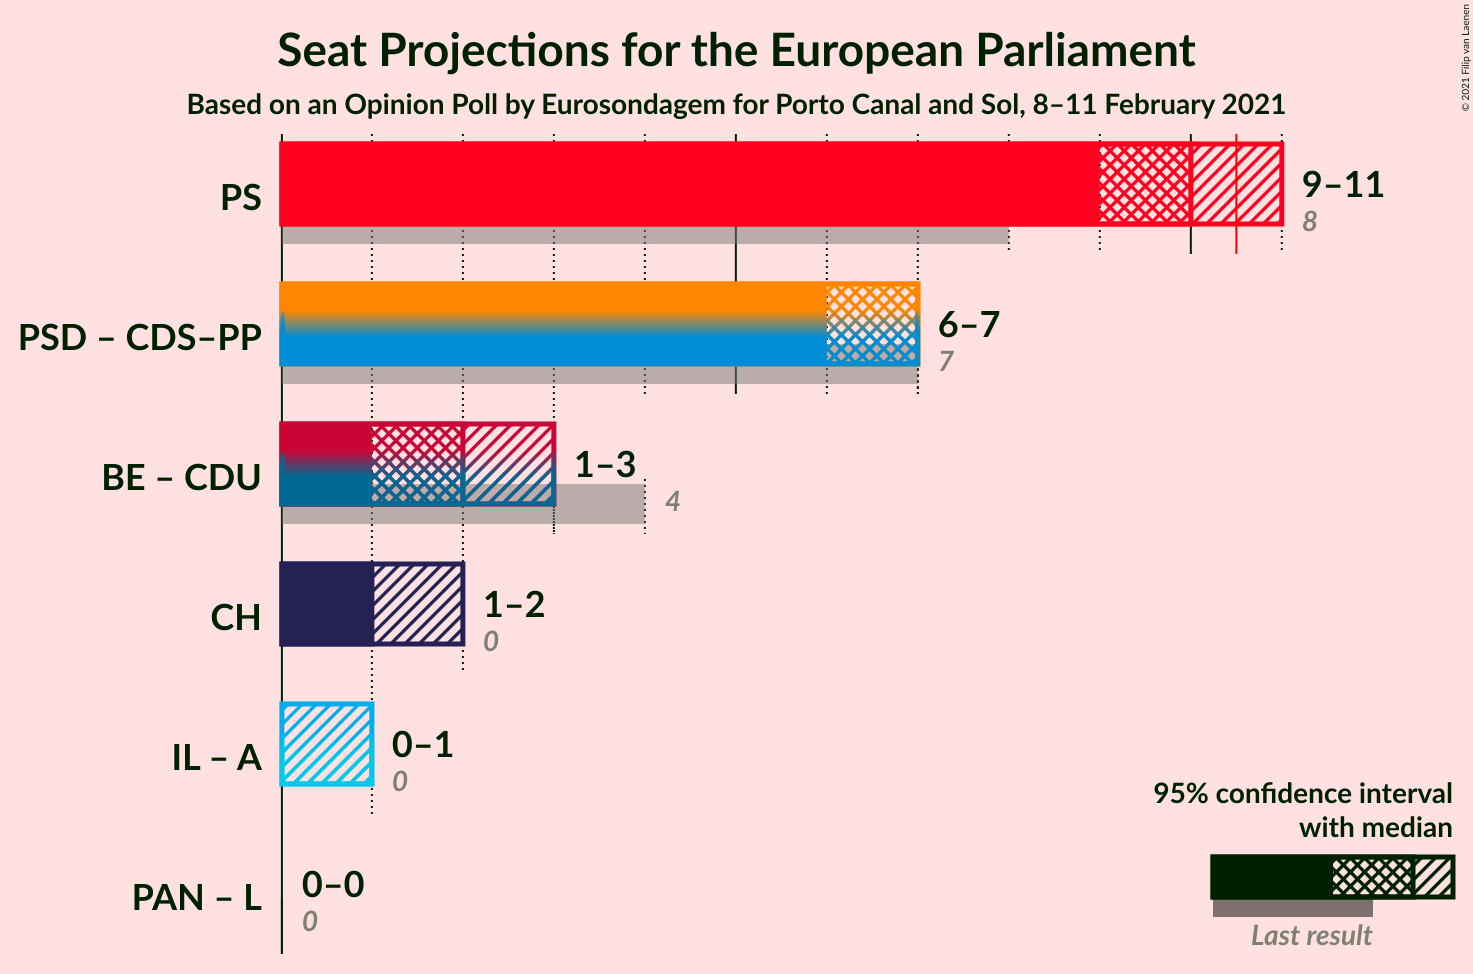 Seat Projections for the European Parliament
Based on an Opinion Poll by Eurosondagem for Porto Canal and Sol, 8–11 February 2021
© 2021 Filip van Laenen
PS
9–11
8
PSD – CDS–PP
6–7
7
BE – CDU
1–3
4
CH
1–2
0
IL – A
0–1
0
PAN – L
0–0
0
95% confidence interval
with median
Last result